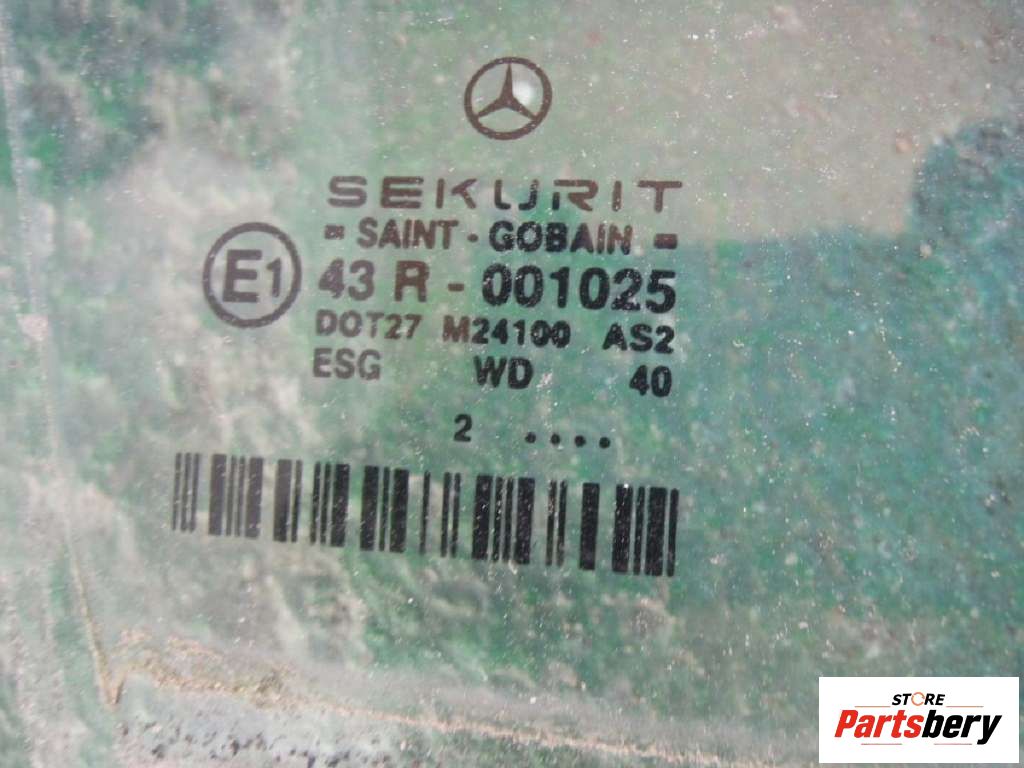 SEKURIT
SAINT - GOBAIN
E1
43 R - 001025
DOT27 M24100 AS2
ESG WD 40
2 ....
STORE
Partsbery